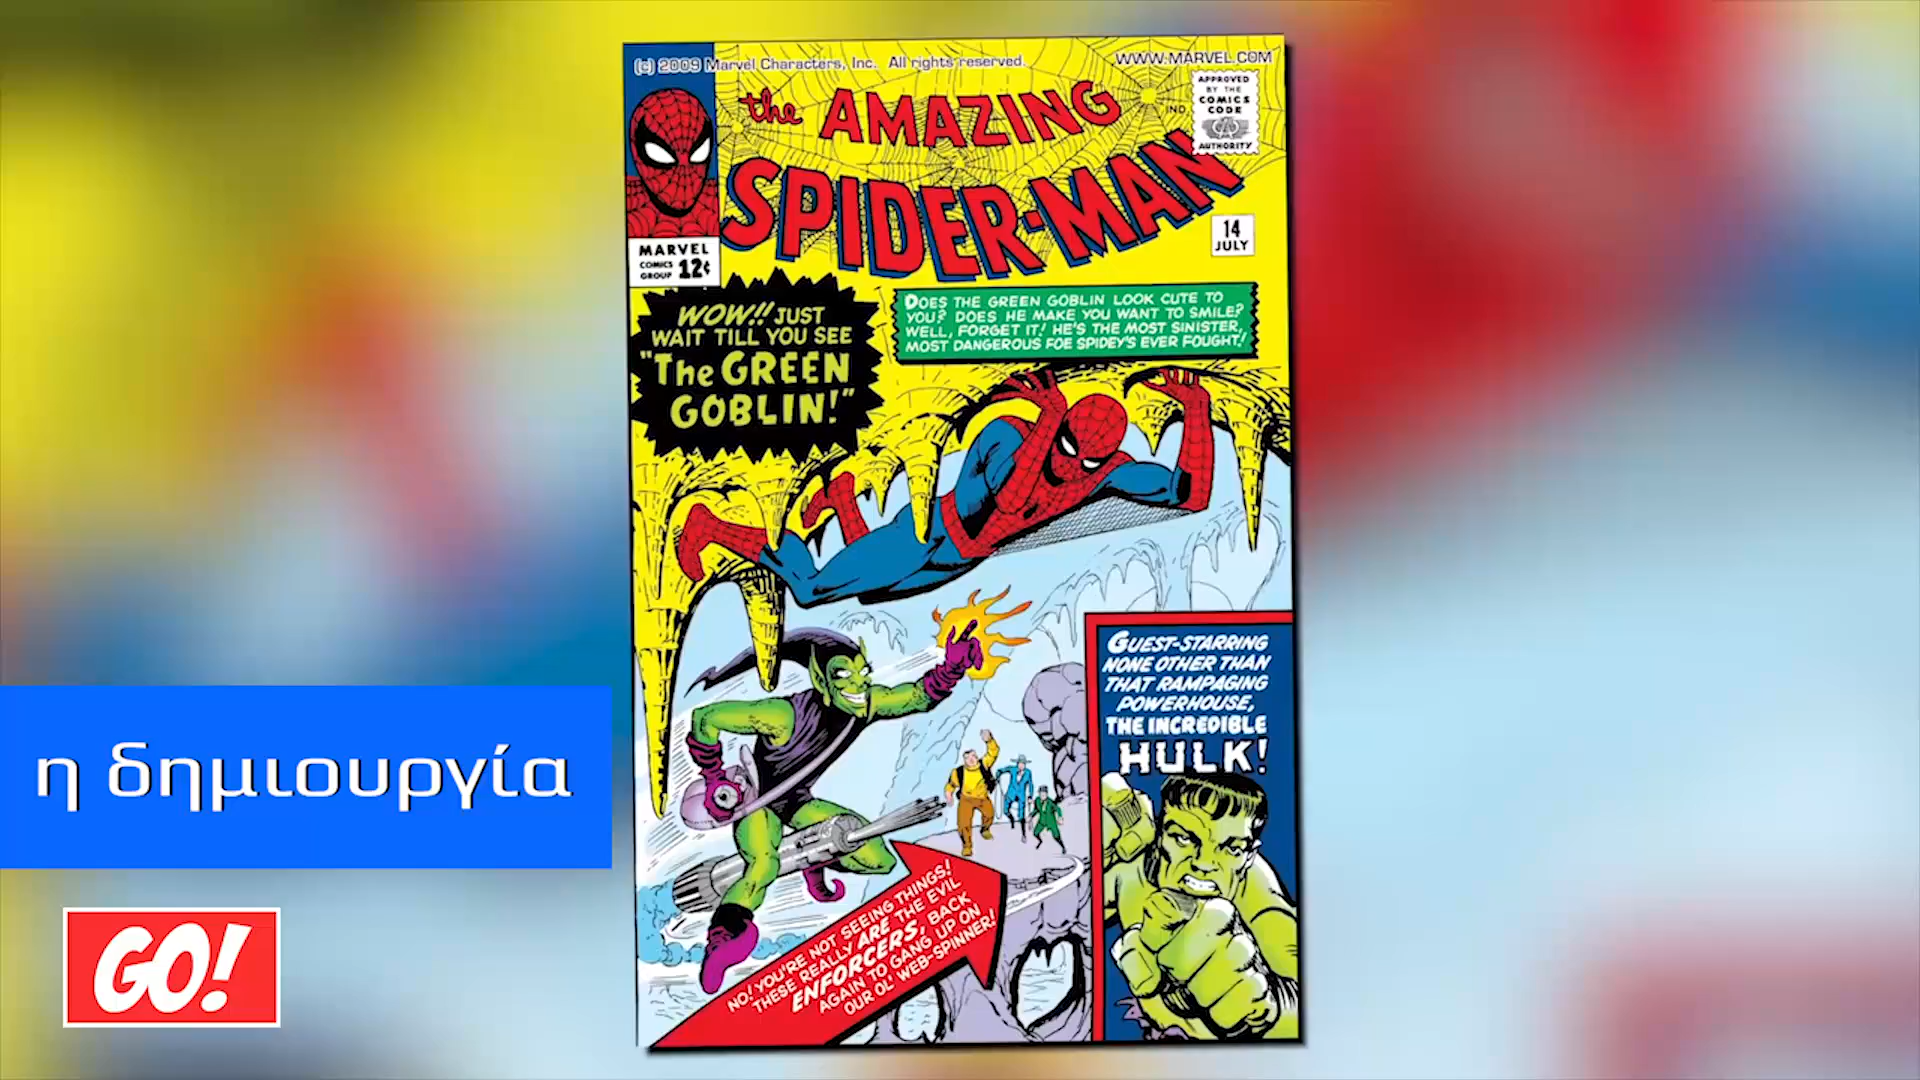 (c) 2009 Marvel Characters, Inc. All rights reserved.
WWW.MARVEL.COM
the AMAZING
SPIDER-MAN
IND.
APPROVED
BY THE
COMICS
CODE
AUTHORITY
14
JULY
MARVEL
COMICS
GROUP 12¢
WOW!! JUST
WAIT TILL YOU SEE
"The GREEN
GOBLIN!"
DOES THE GREEN GOBLIN LOOK CUTE TO
YOU? DOES HE MAKE YOU WANT TO SMILE?
WELL, FORGET IT! HE'S THE MOST SINISTER,
MOST DANGEROUS FOE SPIDEY'S EVER FOUGHT!
GUEST-STARRING
NONE OTHER THAN
THAT RAMPAGING
POWERHOUSE,
THE INCREDIBLE
HULK!
η δημιουργία
NO! YOU'RE NOT SEEING THINGS!
THESE REALLY ARE THE EVIL
ENFORCERS, BACK
AGAIN TO GANG UP ON
OUR OL' WEB-SPINNER!
GO!